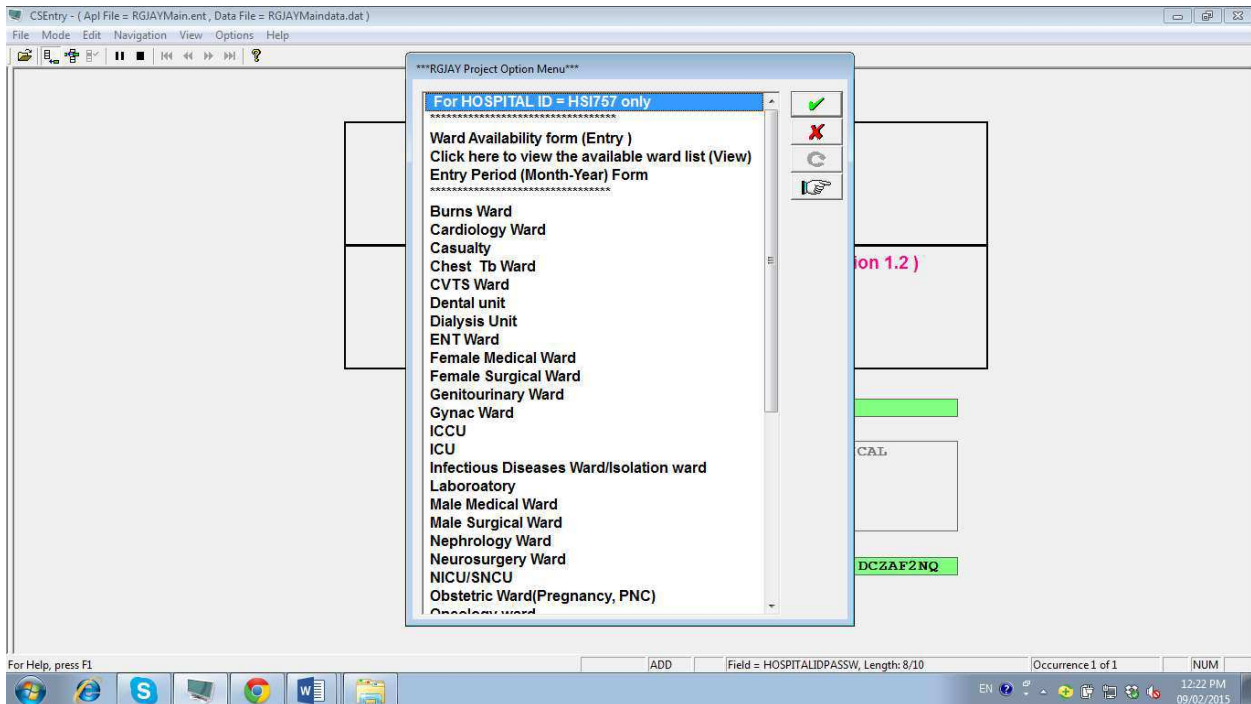 CSEntry - ( Apl File = RGJAYMain.ent , Data File = RGJAYMaindata.dat )
File Mode Edit Navigation View Options Help
***RGJAY Project Option Menu***
For HOSPITAL ID = HSI757 only
**********************************
Ward Availability form (Entry )
Click here to view the available ward list (View)
Entry Period (Month-Year) Form
*********************************
Burns Ward
Cardiology Ward
Casualty
Chest Tb Ward
CVTS Ward
Dental unit
Dialysis Unit
ENT Ward
Female Medical Ward
Female Surgical Ward
Genitourinary Ward
Gynac Ward
ICCU
ICU
Infectious Diseases Ward/Isolation ward
Laboroatory
Male Medical Ward
Male Surgical Ward
Nephrology Ward
Neurosurgery Ward
NICU/SNCU
Obstetric Ward(Pregnancy, PNC)
Oncology ward
ion 1.2 )
CAL
DCZAF2NQ
For Help, press F1
ADD
Field = HOSPITALIDPASSW, Length: 8/10
Occurrence 1 of 1
NUM
EN
12:22 PM
09/02/2015